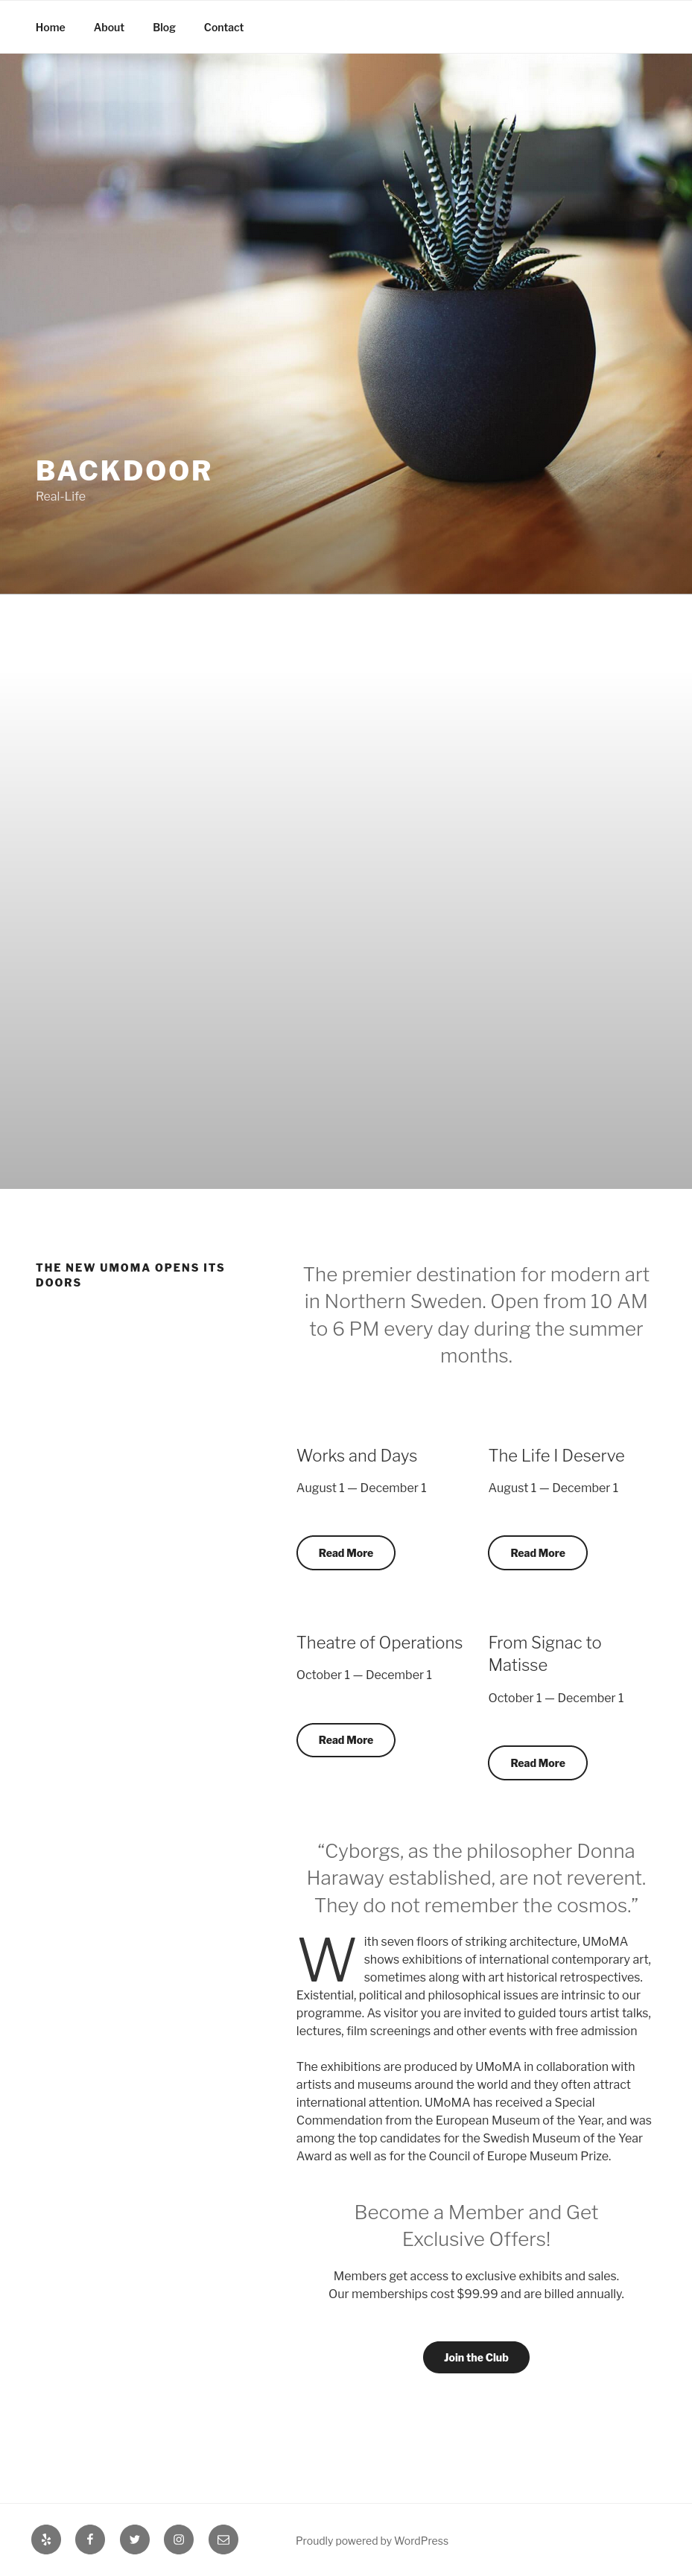 Home About Blog Contact
BACKDOOR
Real-Life
THE NEW UMOMA OPENS ITS
DOORS
The premier destination for modern art
in Northern Sweden. Open from 10 AM
to 6 PM every day during the summer
months.
Works and Days
August 1 — December 1
Read More
The Life I Deserve
August 1 — December 1
Read More
Theatre of Operations
October 1 — December 1
Read More
From Signac to
Matisse
October 1 — December 1
Read More
“Cyborgs, as the philosopher Donna
Haraway established, are not reverent.
They do not remember the cosmos.”
With seven floors of striking architecture, UMoMA
shows exhibitions of international contemporary art,
sometimes along with art historical retrospectives.
Existential, political and philosophical issues are intrinsic to our
programme. As visitor you are invited to guided tours artist talks,
lectures, film screenings and other events with free admission
The exhibitions are produced by UMoMA in collaboration with
artists and museums around the world and they often attract
international attention. UMoMA has received a Special
Commendation from the European Museum of the Year, and was
among the top candidates for the Swedish Museum of the Year
Award as well as for the Council of Europe Museum Prize.
Become a Member and Get
Exclusive Offers!
Members get access to exclusive exhibits and sales.
Our memberships cost $99.99 and are billed annually.
Join the Club
Proudly powered by WordPress